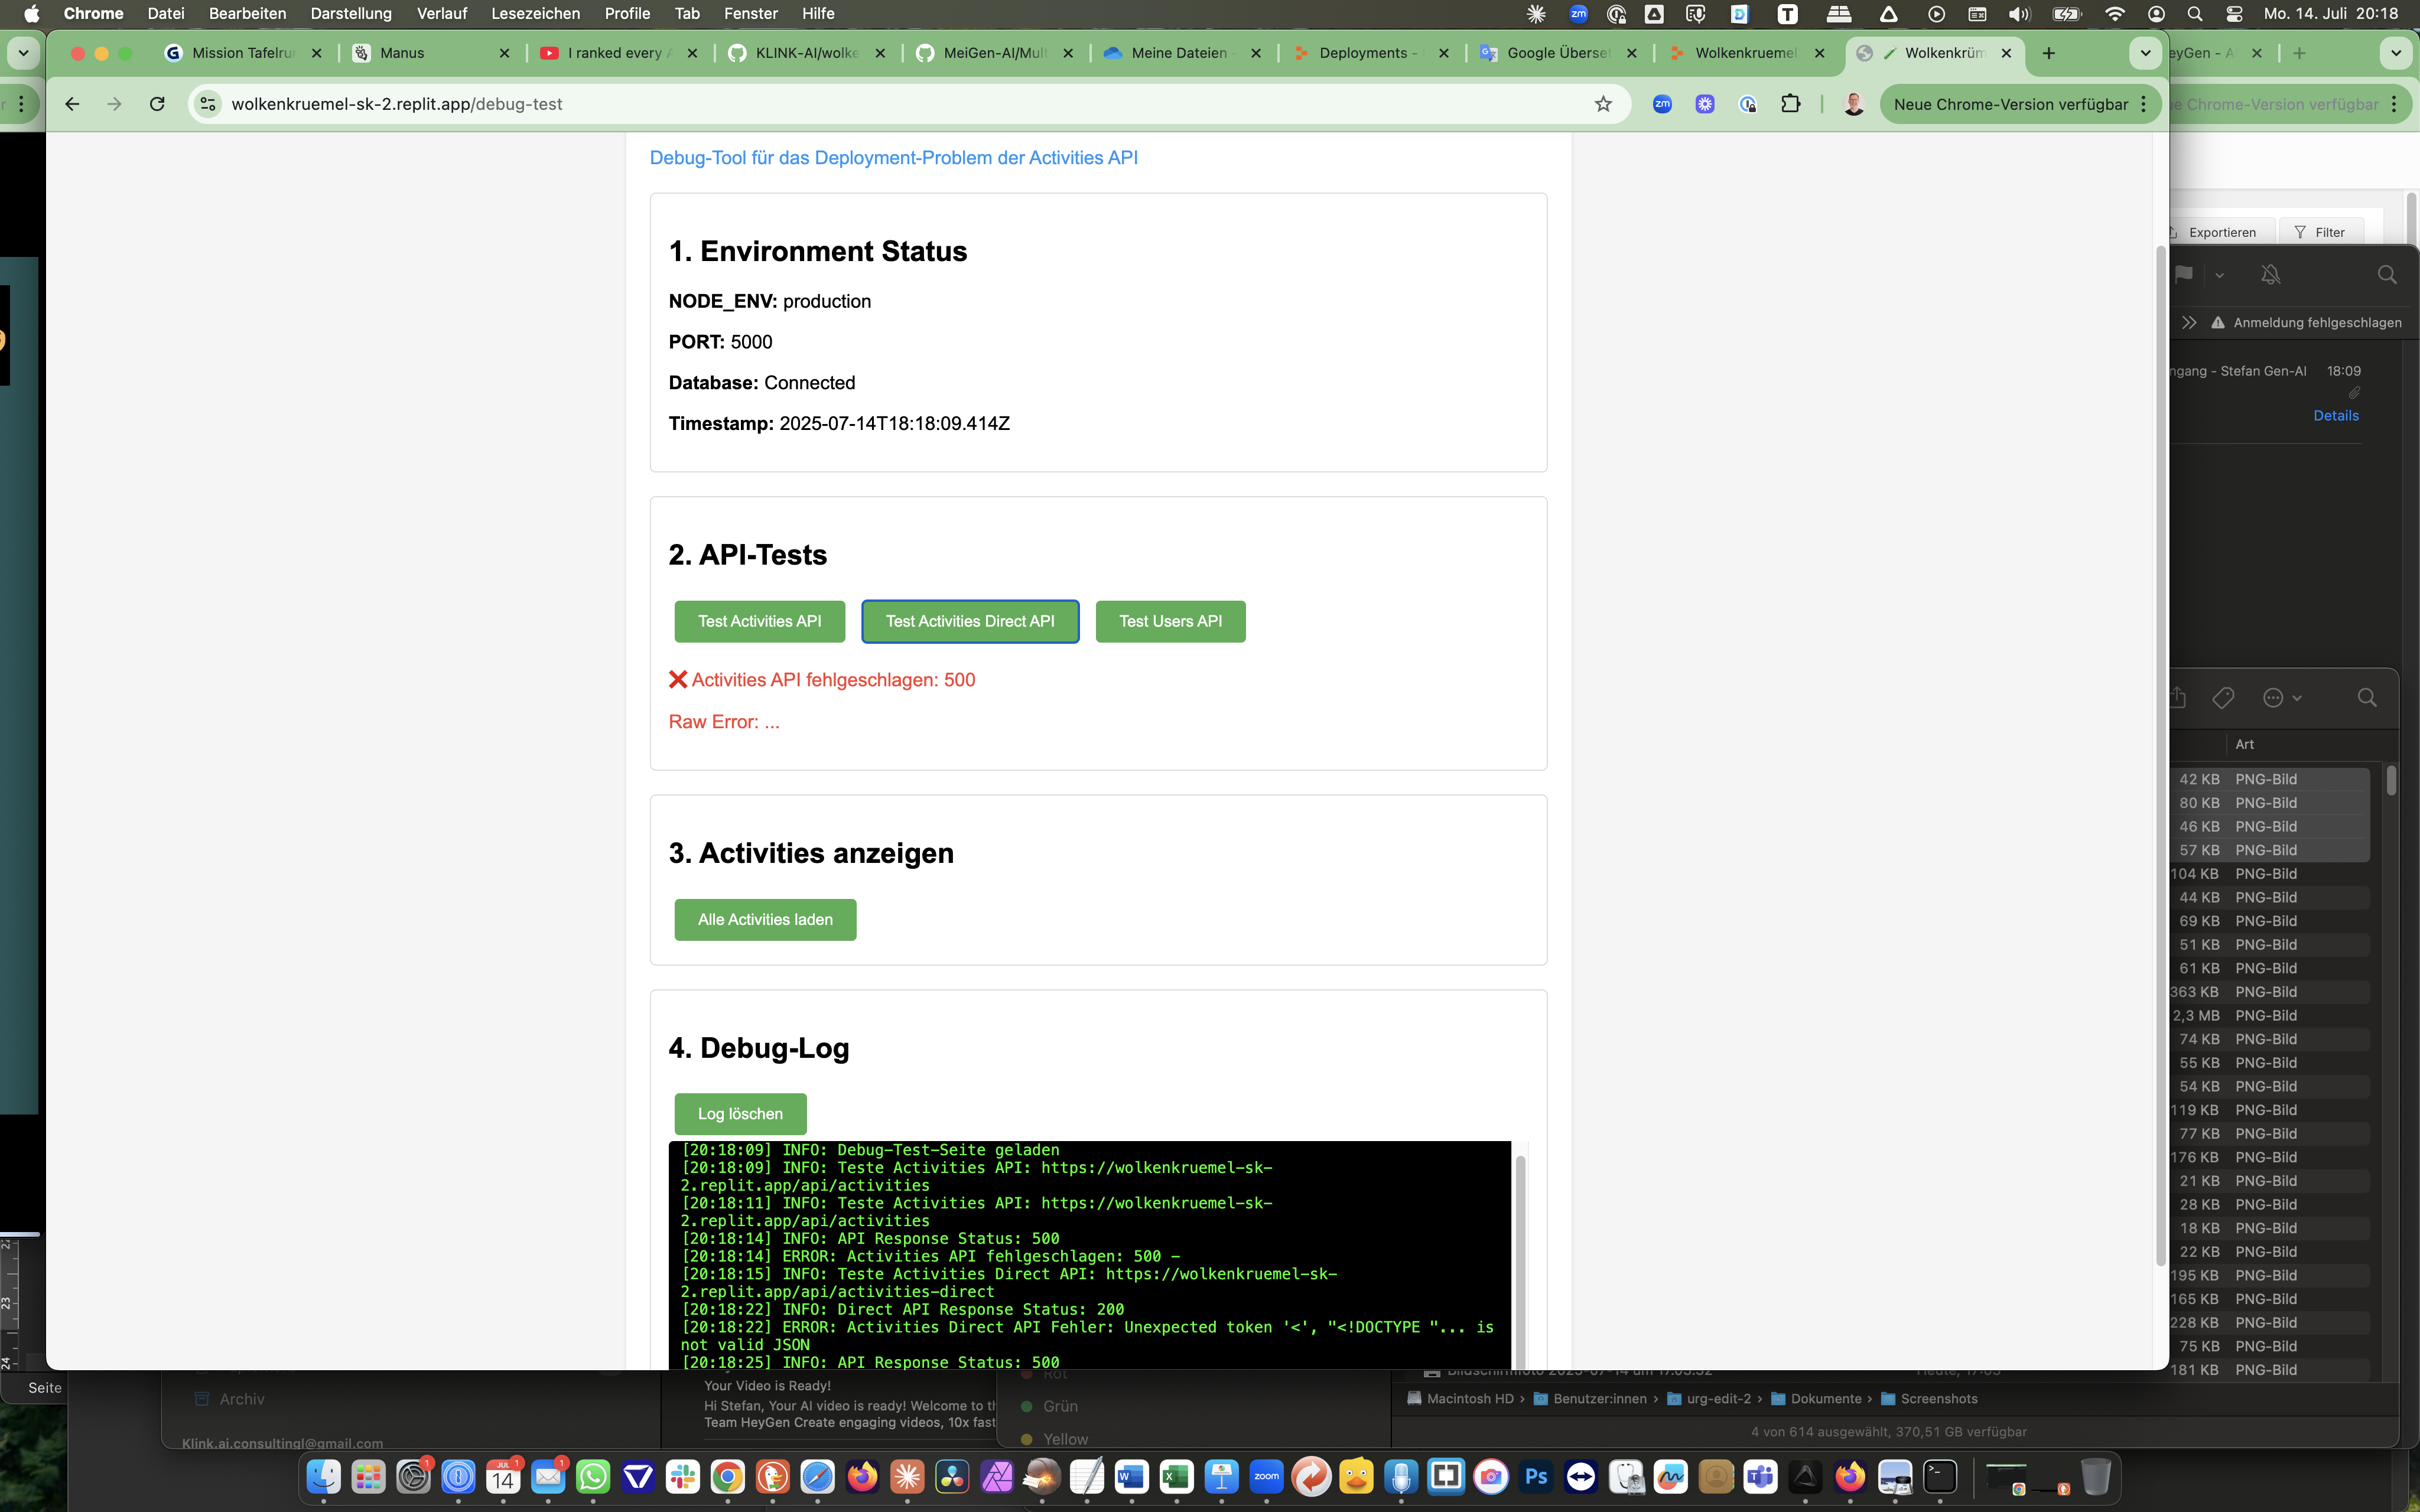 Chrome Datei Bearbeiten Darstellung Verlauf Lesezeichen Profile Tab Fenster Hilfe Mo. 14. Juli 20:18
Mission Tafelru Manus I ranked every KLINK-AI/wolke MeiGen-AI/Mult Meine Dateien - Deployments - Google Überset Wolkenkruemel Wolkenkrüm
wolkenkruemel-sk-2.replit.app/debug-test Neue Chrome-Version verfügbar
Chrome-Version verfügbar
Debug-Tool für das Deployment-Problem der Activities API
1. Environment Status
NODE_ENV: production
PORT: 5000
Database: Connected
Timestamp: 2025-07-14T18:18:09.414Z
2. API-Tests
Test Activities API Test Activities Direct API Test Users API
❌ Activities API fehlgeschlagen: 500
Raw Error: ...
3. Activities anzeigen
Alle Activities laden
4. Debug-Log
Log löschen
[20:18:09] INFO: Debug-Test-Seite geladen
[20:18:09] INFO: Teste Activities API: https://wolkenkruemel-sk-
2.replit.app/api/activities
[20:18:11] INFO: Teste Activities API: https://wolkenkruemel-sk-
2.replit.app/api/activities
[20:18:14] INFO: API Response Status: 500
[20:18:14] ERROR: Activities API fehlgeschlagen: 500 –
[20:18:15] INFO: Teste Activities Direct API: https://wolkenkruemel-sk-
2.replit.app/api/activities-direct
[20:18:22] INFO: Direct API Response Status: 200
[20:18:22] ERROR: Activities Direct API Fehler: Unexpected token '<', "<!DOCTYPE "... is
not valid JSON
[20:18:25] INFO: API Response Status: 500
Exportieren Filter
Anmeldung fehlgeschlagen
ngang - Stefan Gen-AI 18:09
Details
Art
42 KB PNG-Bild
80 KB PNG-Bild
46 KB PNG-Bild
57 KB PNG-Bild
104 KB PNG-Bild
44 KB PNG-Bild
69 KB PNG-Bild
51 KB PNG-Bild
61 KB PNG-Bild
363 KB PNG-Bild
2,3 MB PNG-Bild
74 KB PNG-Bild
55 KB PNG-Bild
54 KB PNG-Bild
119 KB PNG-Bild
77 KB PNG-Bild
176 KB PNG-Bild
21 KB PNG-Bild
28 KB PNG-Bild
18 KB PNG-Bild
22 KB PNG-Bild
195 KB PNG-Bild
165 KB PNG-Bild
228 KB PNG-Bild
75 KB PNG-Bild
181 KB PNG-Bild
Seite
Archiv
Klink.ai.consultingl@gmail.com
Your Video is Ready!
Hi Stefan, Your AI video is ready! Welcome to th
Team HeyGen Create engaging videos, 10x fast
Rot
Grün
Yellow
Macintosh HD › Benutzer:innen › urg-edit-2 › Dokumente › Screenshots
4 von 614 ausgewählt, 370,51 GB verfügbar
JUL
14
zoom
Ps